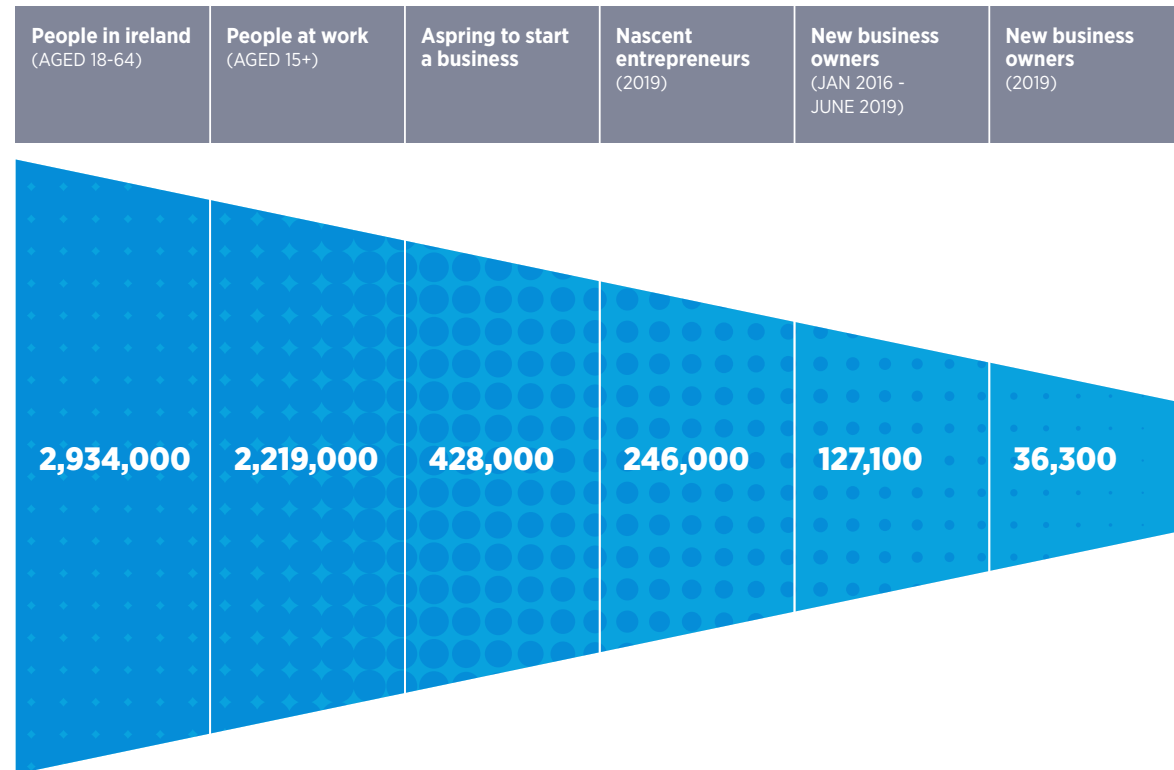 People in ireland
(AGED 18-64)
People at work
(AGED 15+)
Aspring to start
a business
Nascent
entrepreneurs
(2019)
New business
owners
(JAN 2016 -
JUNE 2019)
New business
owners
(2019)
2,934,000
2,219,000
428,000
246,000
127,100
36,300